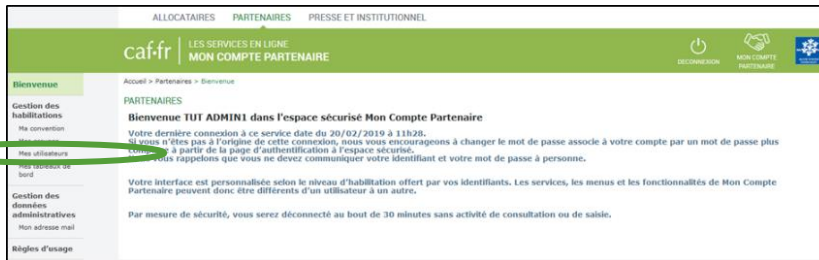 ALLOCATAIRES PARTENAIRES PRESSE ET INSTITUTIONNEL
caf.fr LES SERVICES EN LIGNE
MON COMPTE PARTENAIRE
DECONNEXION
MON COMPTE
PARTENAIRE
Bienvenue
Gestion des
habilitations
Ma convention
Mes utilisateurs
Mes tableaux de
bord
Gestion des
données
administratives
Mon adresse mail
Règles d'usage
Accueil > Partenaires > Bienvenue
PARTENAIRES
Bienvenue TUT ADMIN1 dans l'espace sécurisé Mon Compte Partenaire
Votre dernière connexion à ce service date du 20/02/2019 à 11h28.
Si vous n'êtes pas à l'origine de cette connexion, nous vous encourageons à changer le mot de passe associé à votre compte par un mot de passe plus
à partir de la page d'authentification à l'espace sécurisé.
vous rappelons que vous ne devez communiquer votre identifiant et votre mot de passe à personne.
Votre interface est personnalisée selon le niveau d'habilitation offert par vos identifiants. Les services, les menus et les fonctionnalités de Mon Compte
Partenaire peuvent donc être différents d'un utilisateur à un autre.
Par mesure de sécurité, vous serez déconnecté au bout de 30 minutes sans activité de consultation ou de saisie.